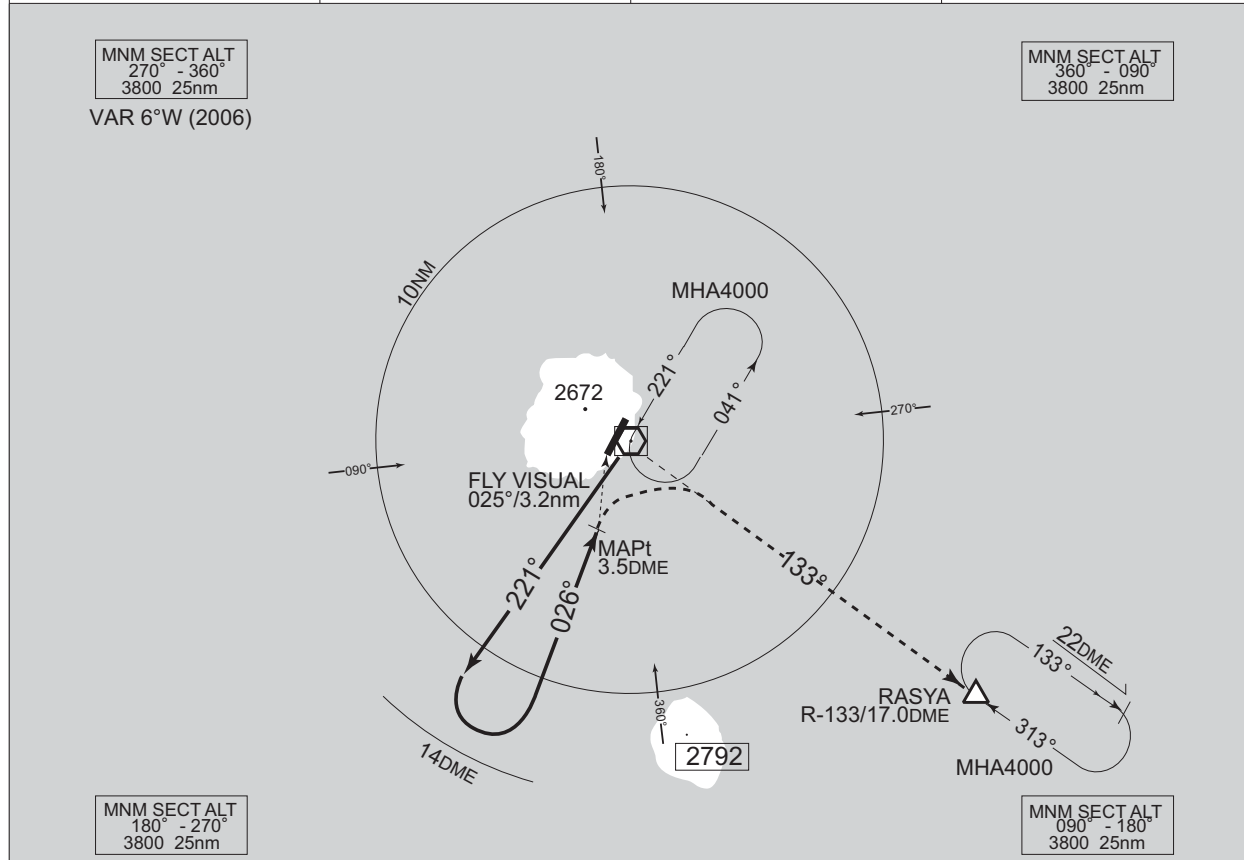 MNM SECT ALT
270° - 360°
3800 25nm
VAR 6°W (2006)
MNM SECT ALT
360° - 090°
3800 25nm
180°
10NM
MHA4000
221°
041°
2672
270°
090°
FLY VISUAL
025°/3.2nm
MAPt
3.5DME
221°
026°
133°
22DME
133°
RASYA
R-133/17.0DME
313°
MHA4000
360°
2792
14DME
MNM SECT ALT
180° - 270°
3800 25nm
MNM SECT ALT
090° - 180°
3800 25nm